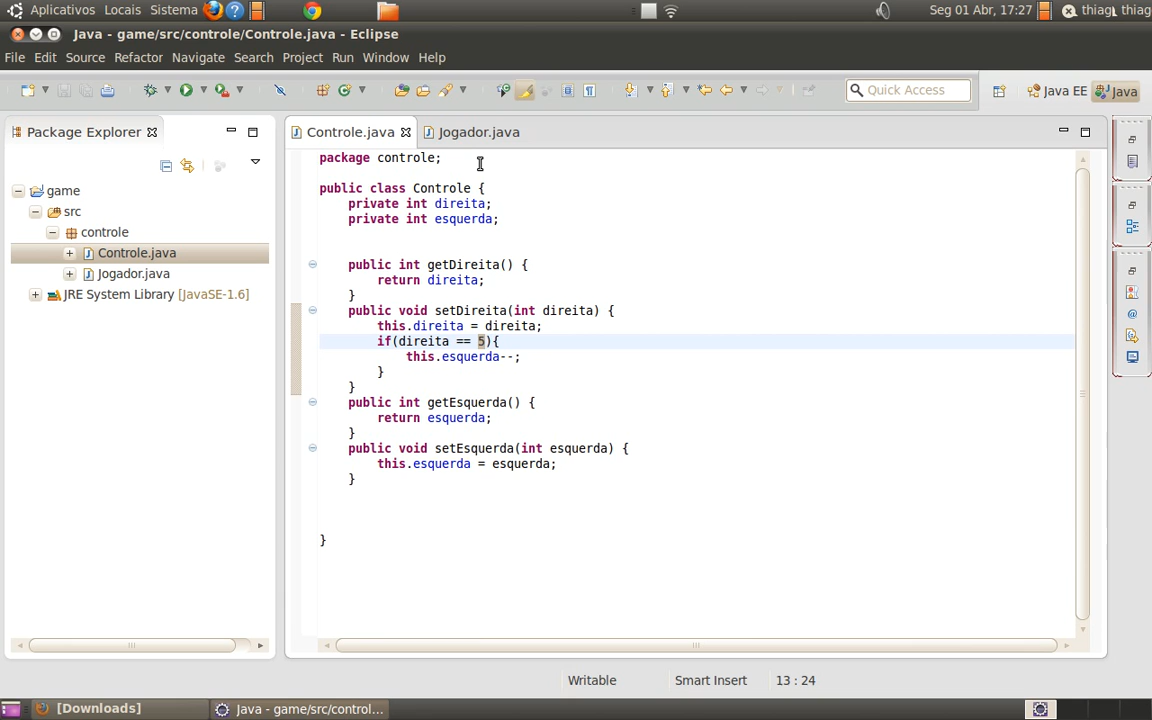 Aplicativos Locais Sistema Seg 01 Abr, 17:27 thiag thiag
Java - game/src/controle/Controle.java - Eclipse
File Edit Source Refactor Navigate Search Project Run Window Help
Quick Access Java EE Java
Package Explorer
game
src
controle
Controle.java
Jogador.java
JRE System Library [JavaSE-1.6]
Controle.java Jogador.java
package controle;
public class Controle {
private int direita;
private int esquerda;
public int getDireita() {
return direita;
}
public void setDireita(int direita) {
this.direita = direita;
if(direita == 5){
this.esquerda--;
}
}
public int getEsquerda() {
return esquerda;
}
public void setEsquerda(int esquerda) {
this.esquerda = esquerda;
}
}
Writable Smart Insert 13 : 24
[Downloads] Java - game/src/control...